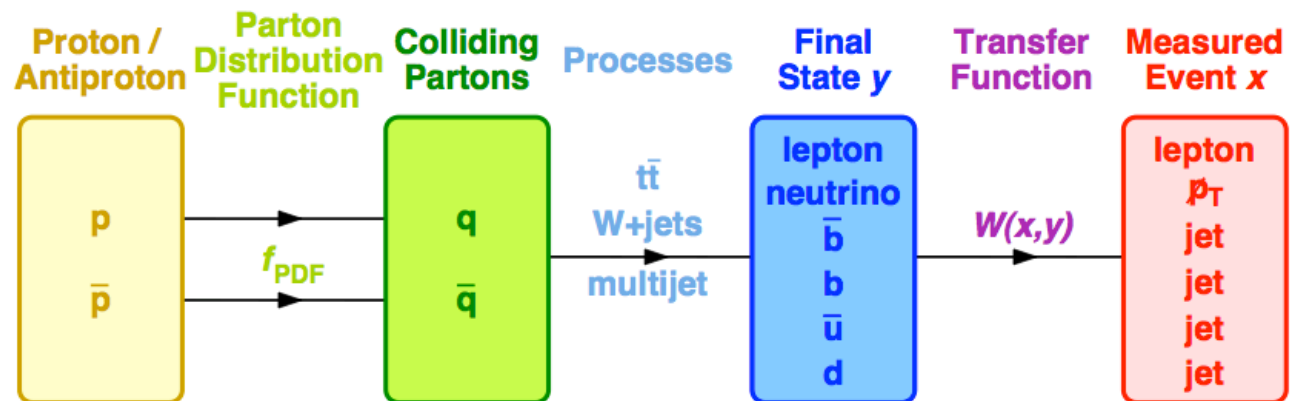 Proton /
Antiproton
Parton
Distribution
Function
Colliding
Partons
Processes
Final
State y
Transfer
Function
Measured
Event x
p
p̄
f_PDF
q
q̄
tt̄
W+jets
multijet
lepton
neutrino
b̄
b
ū
d
W(x,y)
lepton
p̸_T
jet
jet
jet
jet